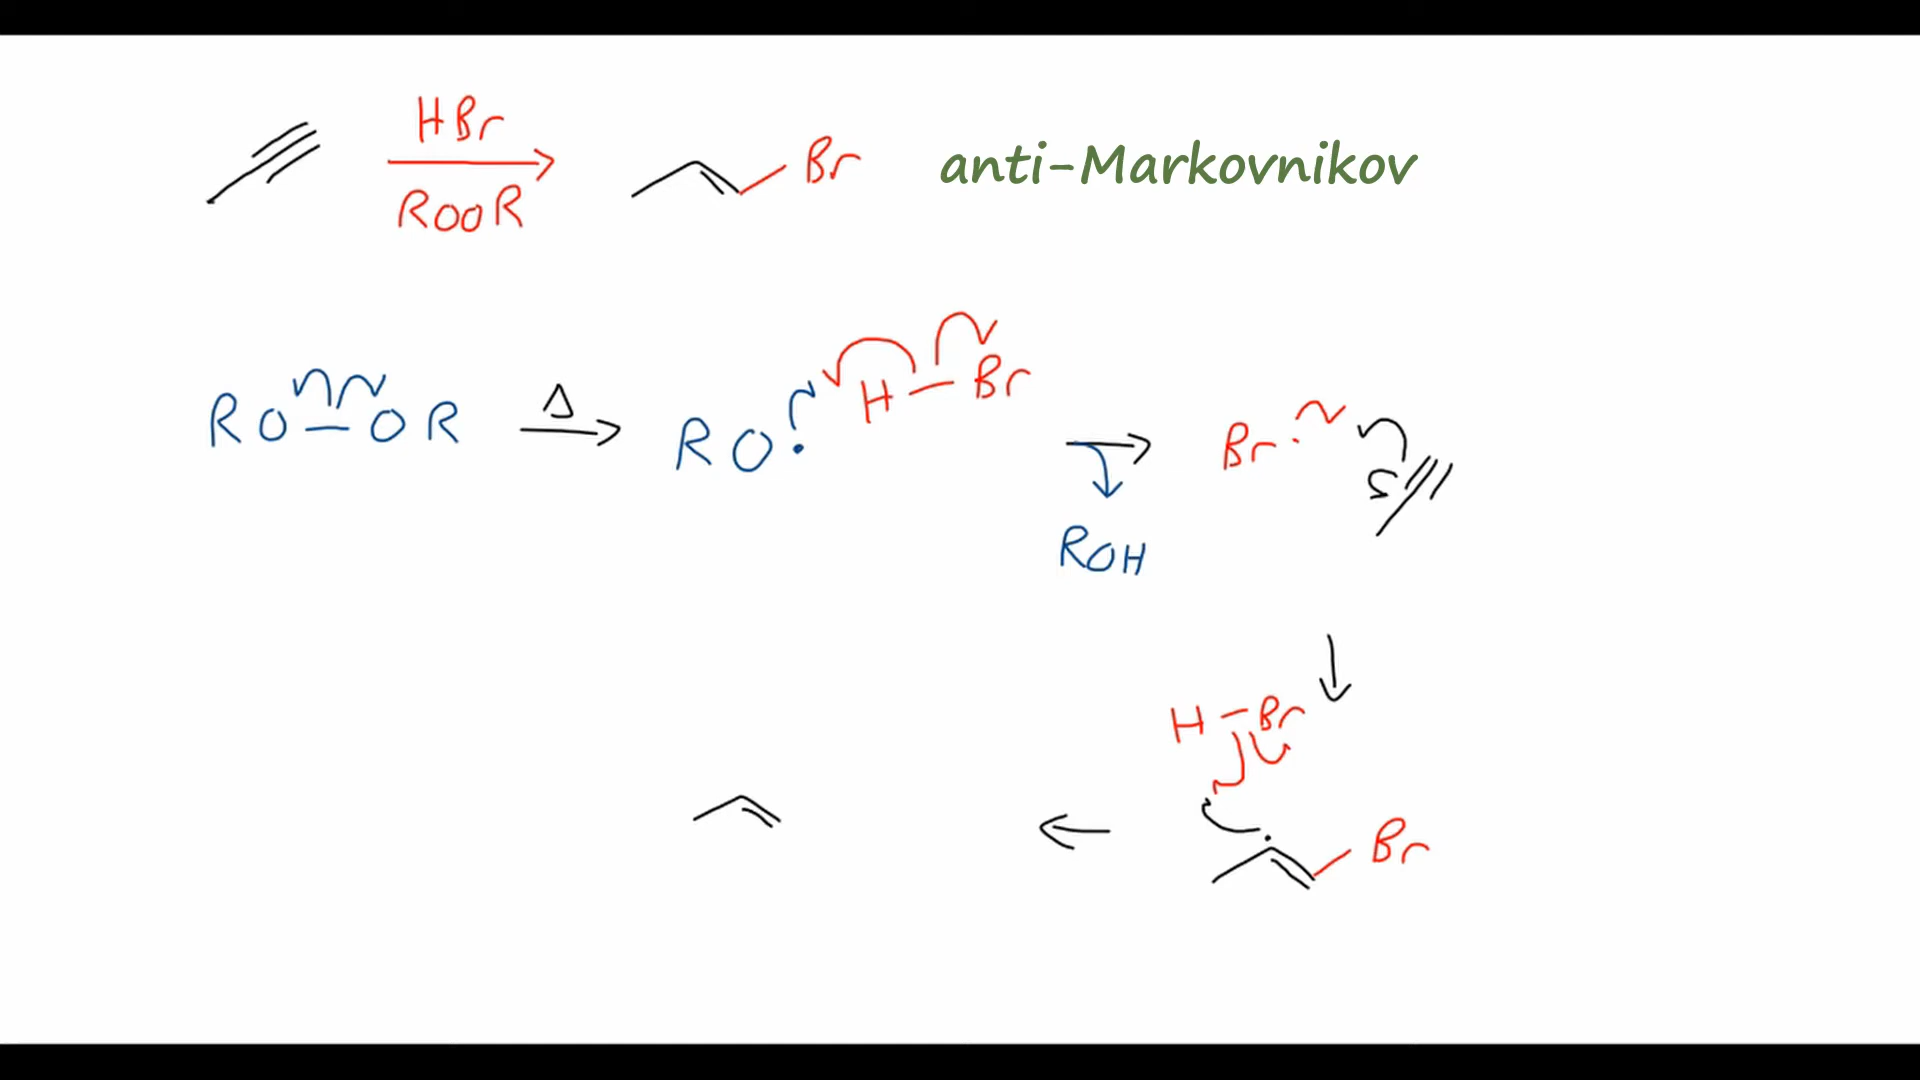 HBr
ROOR
Br
anti-Markovnikov
RO-OR
Δ
RO·
H-Br
ROH
Br·
H-Br
Br